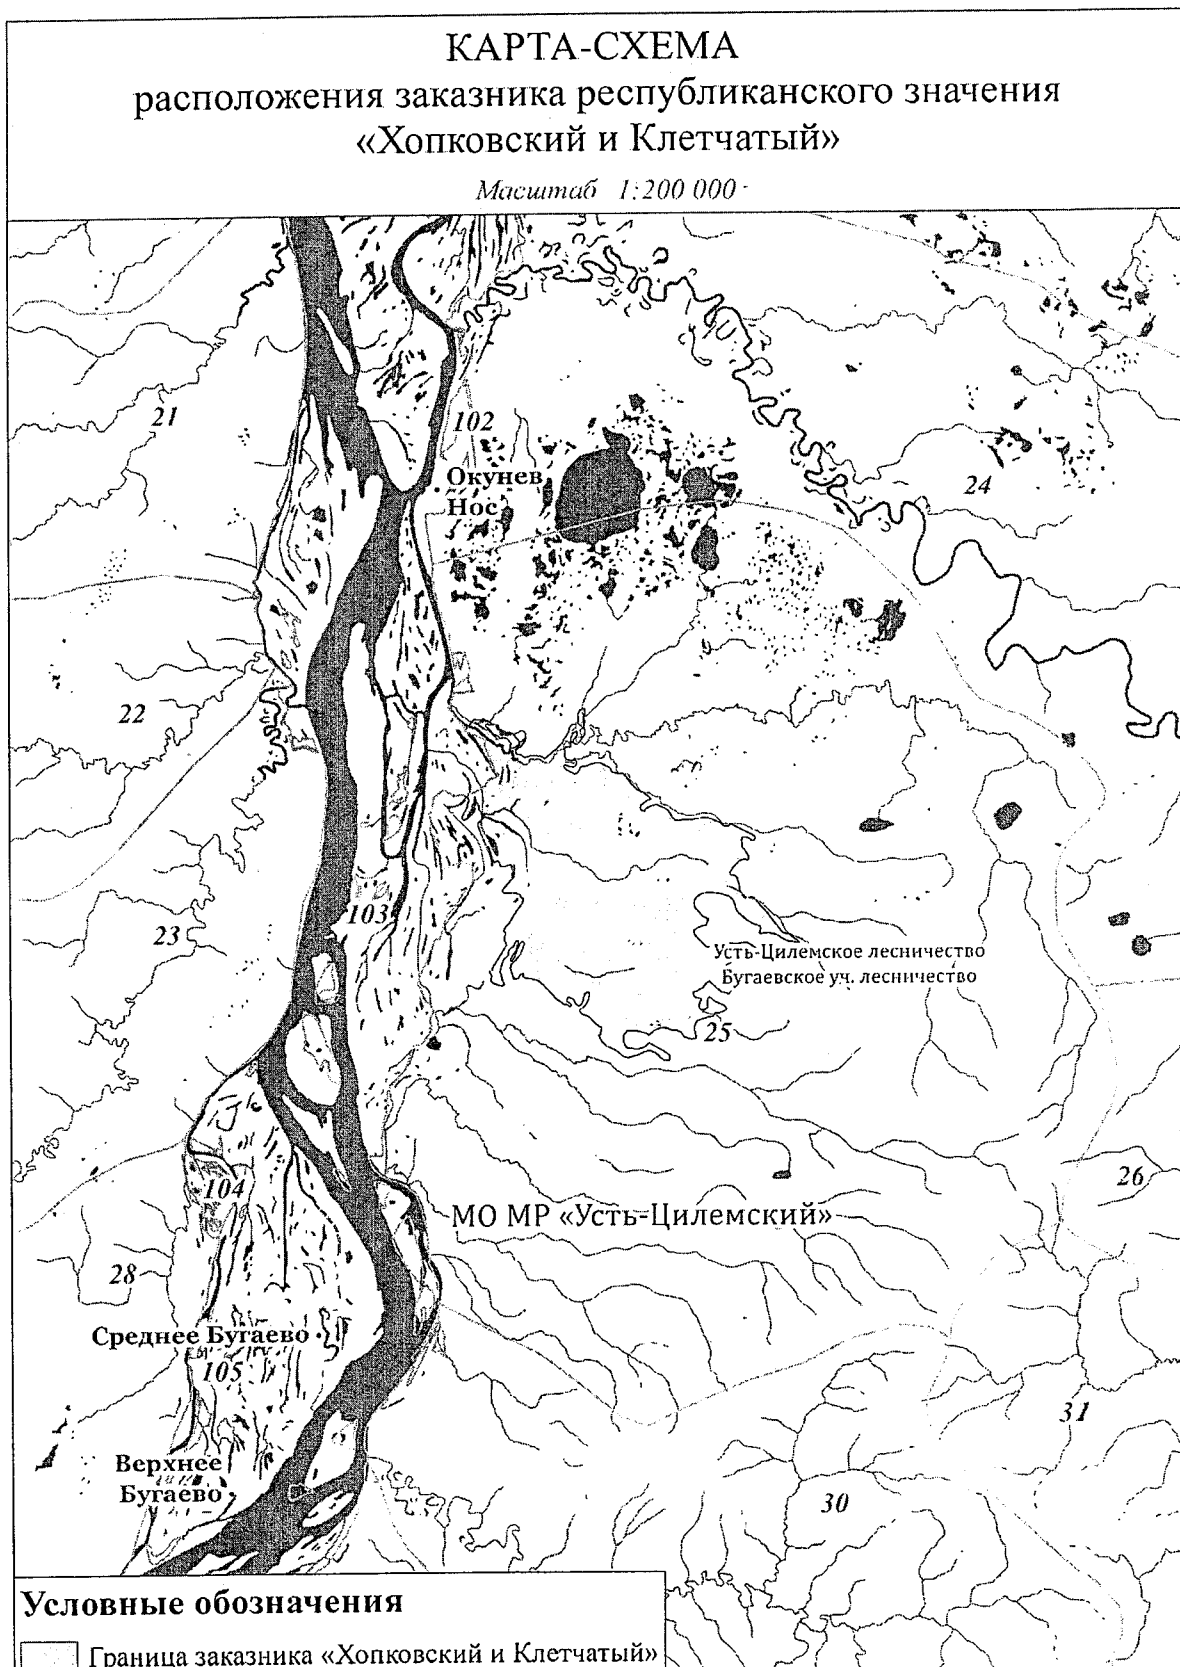 КАРТА-СХЕМА
расположения заказника республиканского значения
«Хопковский и Клетчатый»
Масштаб 1:200 000
21
102
Окунев
Нос
24
22
103
23
Усть-Цилемское лесничество
Бугаевское уч. лесничество
25
26
104
МО МР «Усть-Цилемский»
28
Среднее Бугаево
105
31
Верхнее
Бугаево
30
Условные обозначения
Граница заказника «Хопковский и Клетчатый»